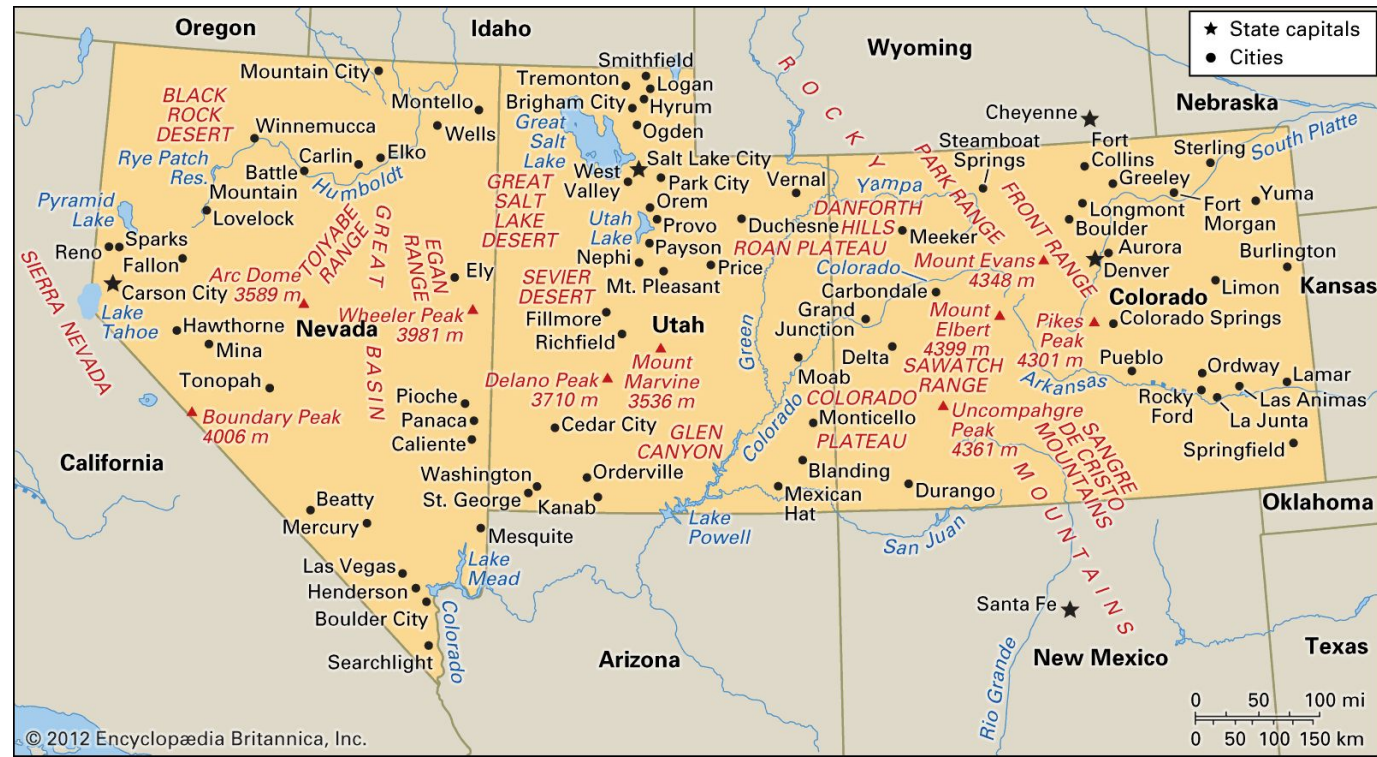 Oregon
Idaho
Wyoming
Nebraska
★ State capitals
● Cities
Mountain City
Montello
Wells
BLACK
ROCK
DESERT
Winnemucca
Rye Patch
Res.
Carlin
Elko
Battle
Mountain
Humboldt
Lovelock
Pyramid
Lake
Reno
Sparks
Fallon
Carson City
Lake
Tahoe
SIERRA NEVADA
Arc Dome
3589 m
TOIYABE
RANGE
GREAT
BASIN
EGAN
RANGE
Ely
Wheeler Peak
3981 m
Nevada
Hawthorne
Mina
Tonopah
Boundary Peak
4006 m
California
Pioche
Panaca
Caliente
Beatty
Mercury
Mesquite
Las Vegas
Henderson
Boulder City
Searchlight
Lake
Mead
Colorado
Smithfield
Tremonton
Logan
Brigham City
Hyrum
Great
Salt
Lake
Ogden
Salt Lake City
West
Valley
Park City
Vernal
GREAT
SALT
LAKE
DESERT
Orem
Utah
Lake
Provo
Duchesne
Payson
Nephi
Price
Mt. Pleasant
SEVIER
DESERT
Fillmore
Richfield
Utah
Green
Delano Peak
3710 m
Mount
Marvine
3536 m
Moab
Colorado
Cedar City
GLEN
CANYON
Monticello
COLORADO
PLATEAU
Washington
Orderville
St. George
Kanab
Blanding
Mexican
Hat
Lake
Powell
San Juan
Arizona
ROCKY
MOUNTAINS
Cheyenne
Steamboat
Springs
Fort
Collins
Sterling
South Platte
PARK RANGE
FRONT RANGE
Yampa
Greeley
Yuma
DANFORTH
HILLS
ROAN PLATEAU
Meeker
Longmont
Fort
Morgan
Boulder
Aurora
Burlington
Mount Evans
4348 m
Denver
Colorado
Carbondale
Colorado
Limon
Kansas
Grand
Junction
Mount
Elbert
4399 m
Pikes
Peak
4301 m
Colorado Springs
Delta
SAWATCH
RANGE
Pueblo
Ordway
Lamar
Arkansas
Rocky
Ford
Las Animas
La Junta
Uncompahgre
Peak
4361 m
SANGRE
DE CRISTO
MOUNTAINS
Springfield
Durango
Oklahoma
Santa Fe
New Mexico
Rio Grande
Texas
0 50 100 mi
0 50 100 150 km
© 2012 Encyclopædia Britannica, Inc.